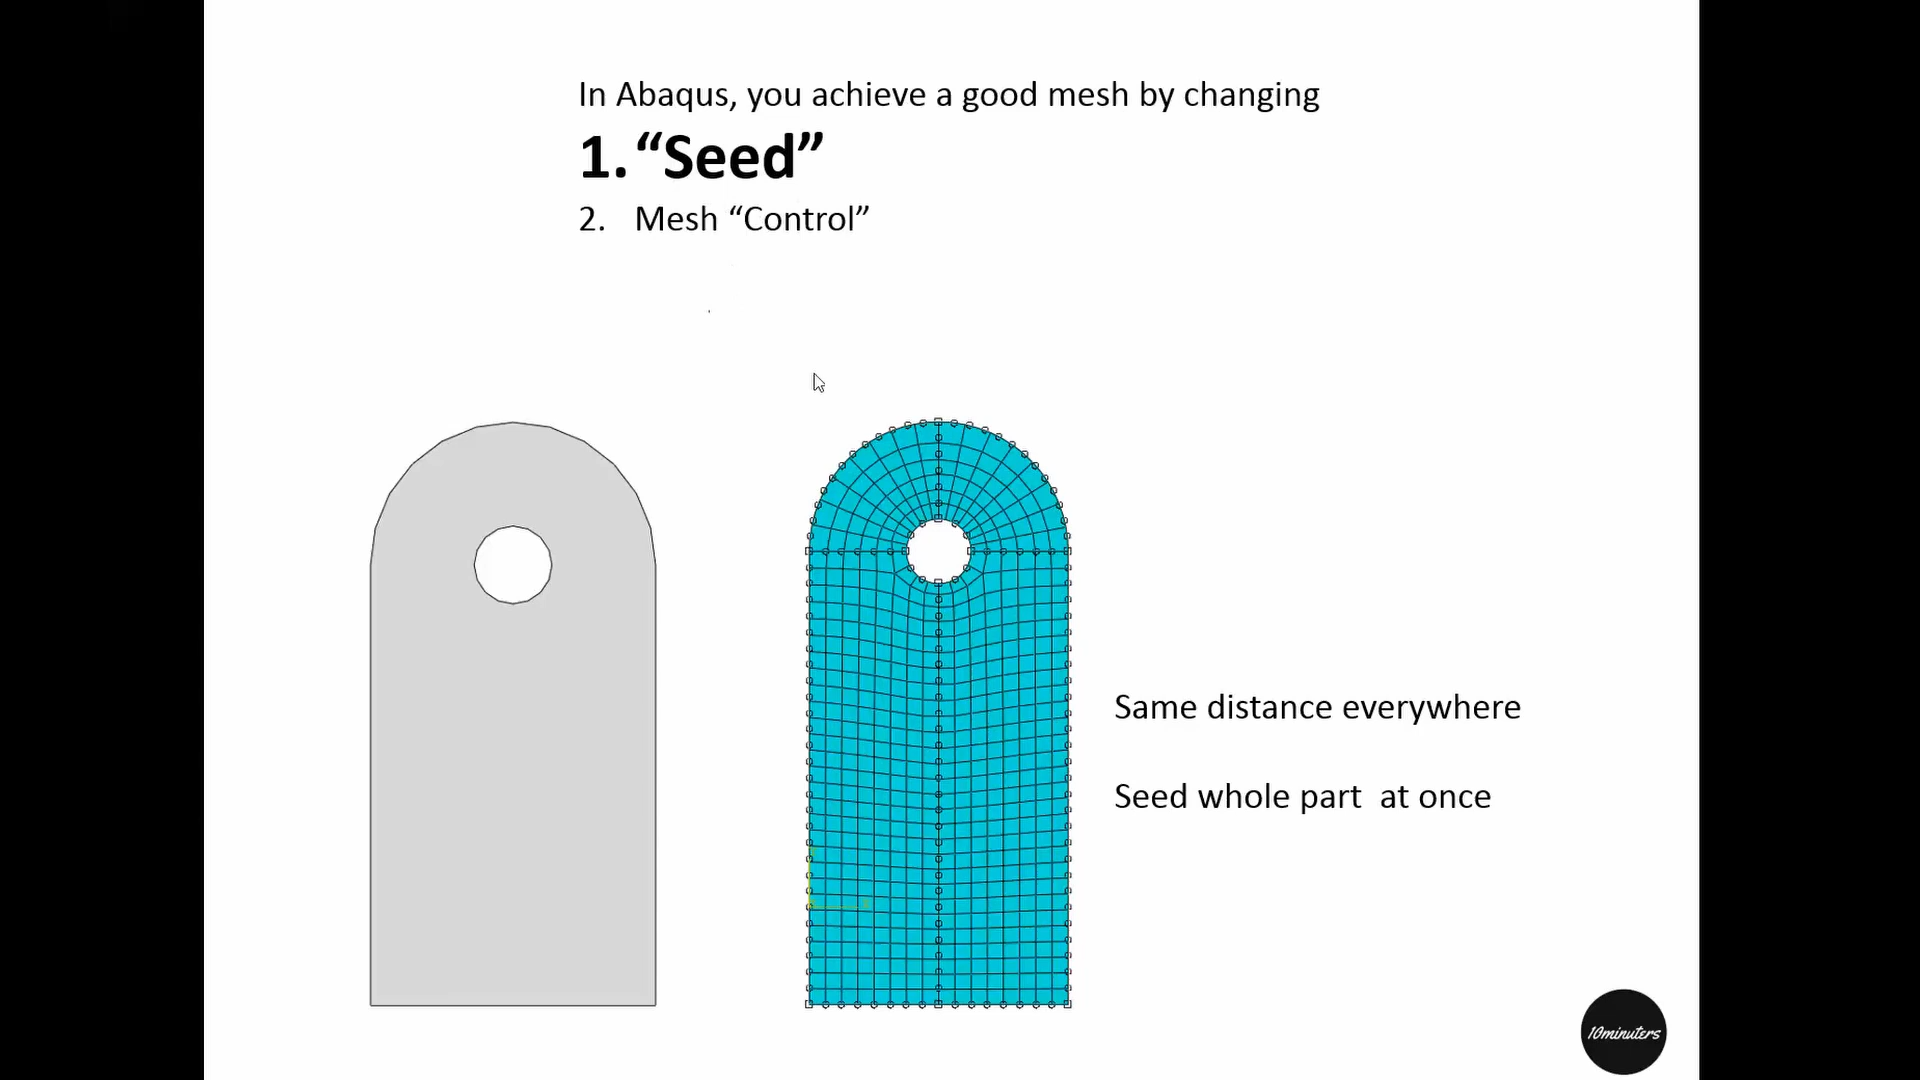 In Abaqus, you achieve a good mesh by changing
1. “Seed”
2. Mesh “Control”
Same distance everywhere
Seed whole part at once
10minuters